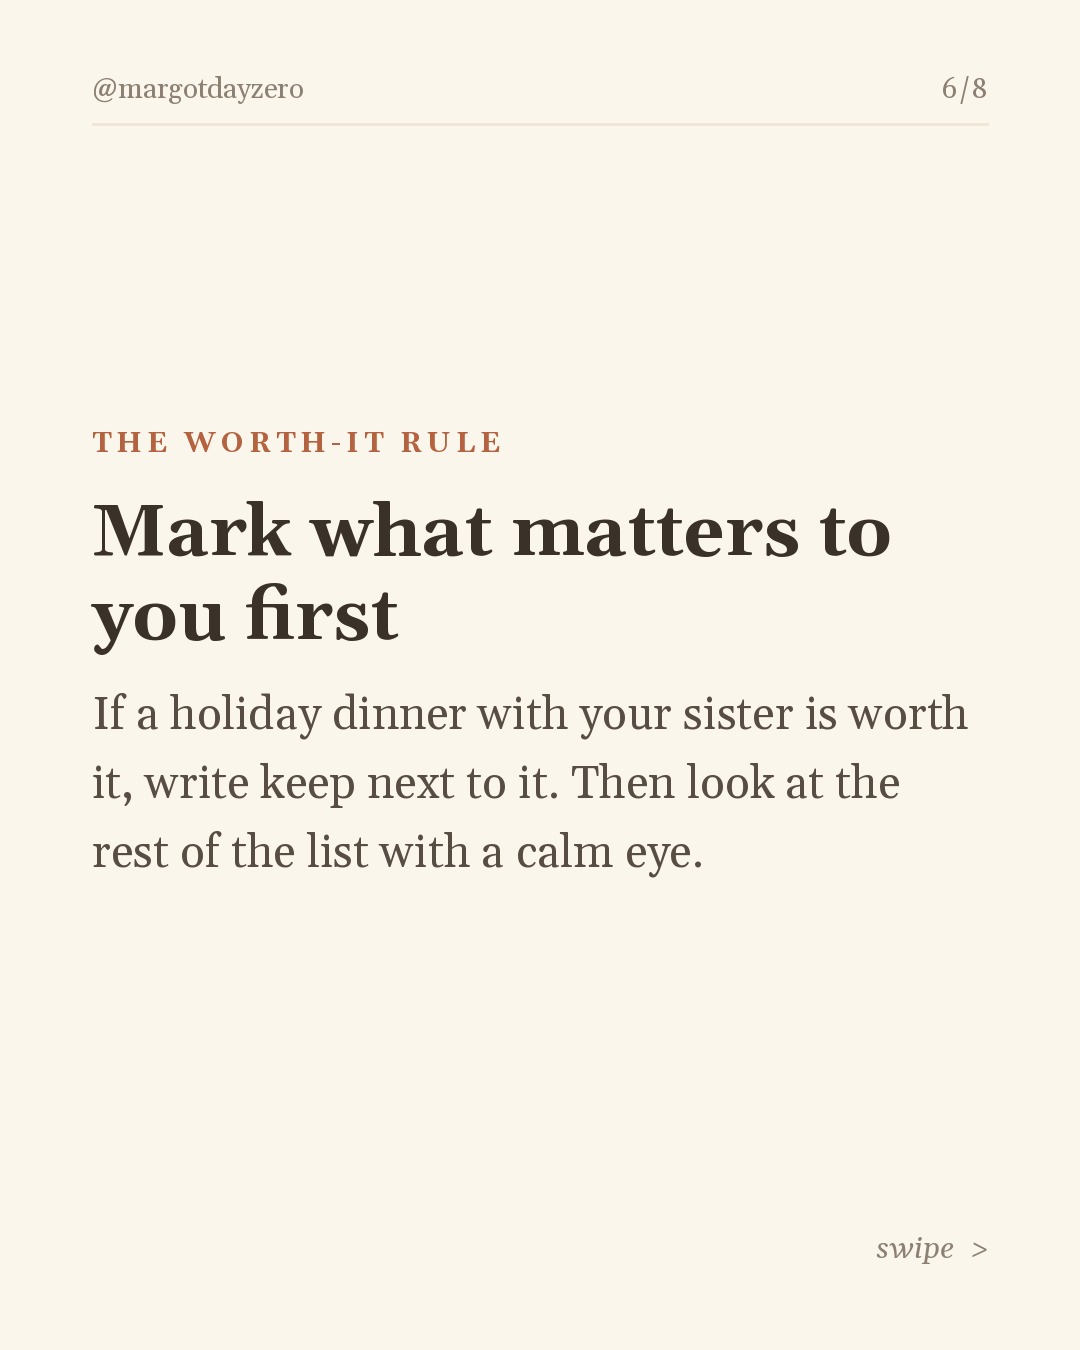 @margotdayzero
6/8
THE WORTH-IT RULE
Mark what matters to
you first
If a holiday dinner with your sister is worth
it, write keep next to it. Then look at the
rest of the list with a calm eye.
swipe >